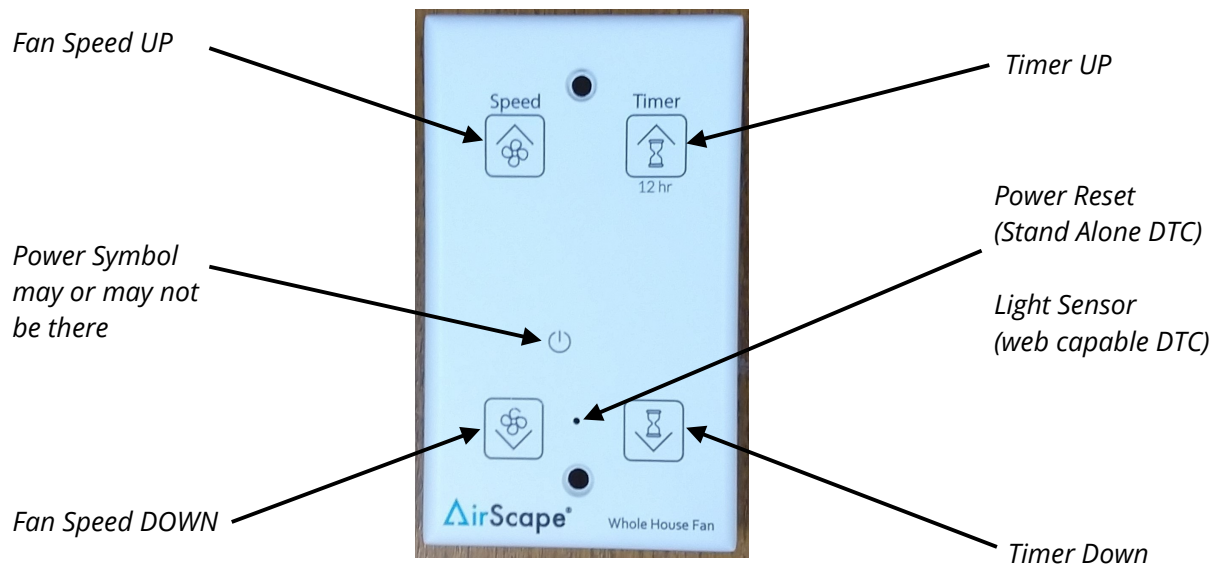 Fan Speed UP
Timer UP
Speed
Timer
12 hr
Power Reset
(Stand Alone DTC)
Power Symbol
may or may not
be there
Light Sensor
(web capable DTC)
Fan Speed DOWN
AirScape®
Whole House Fan
Timer Down